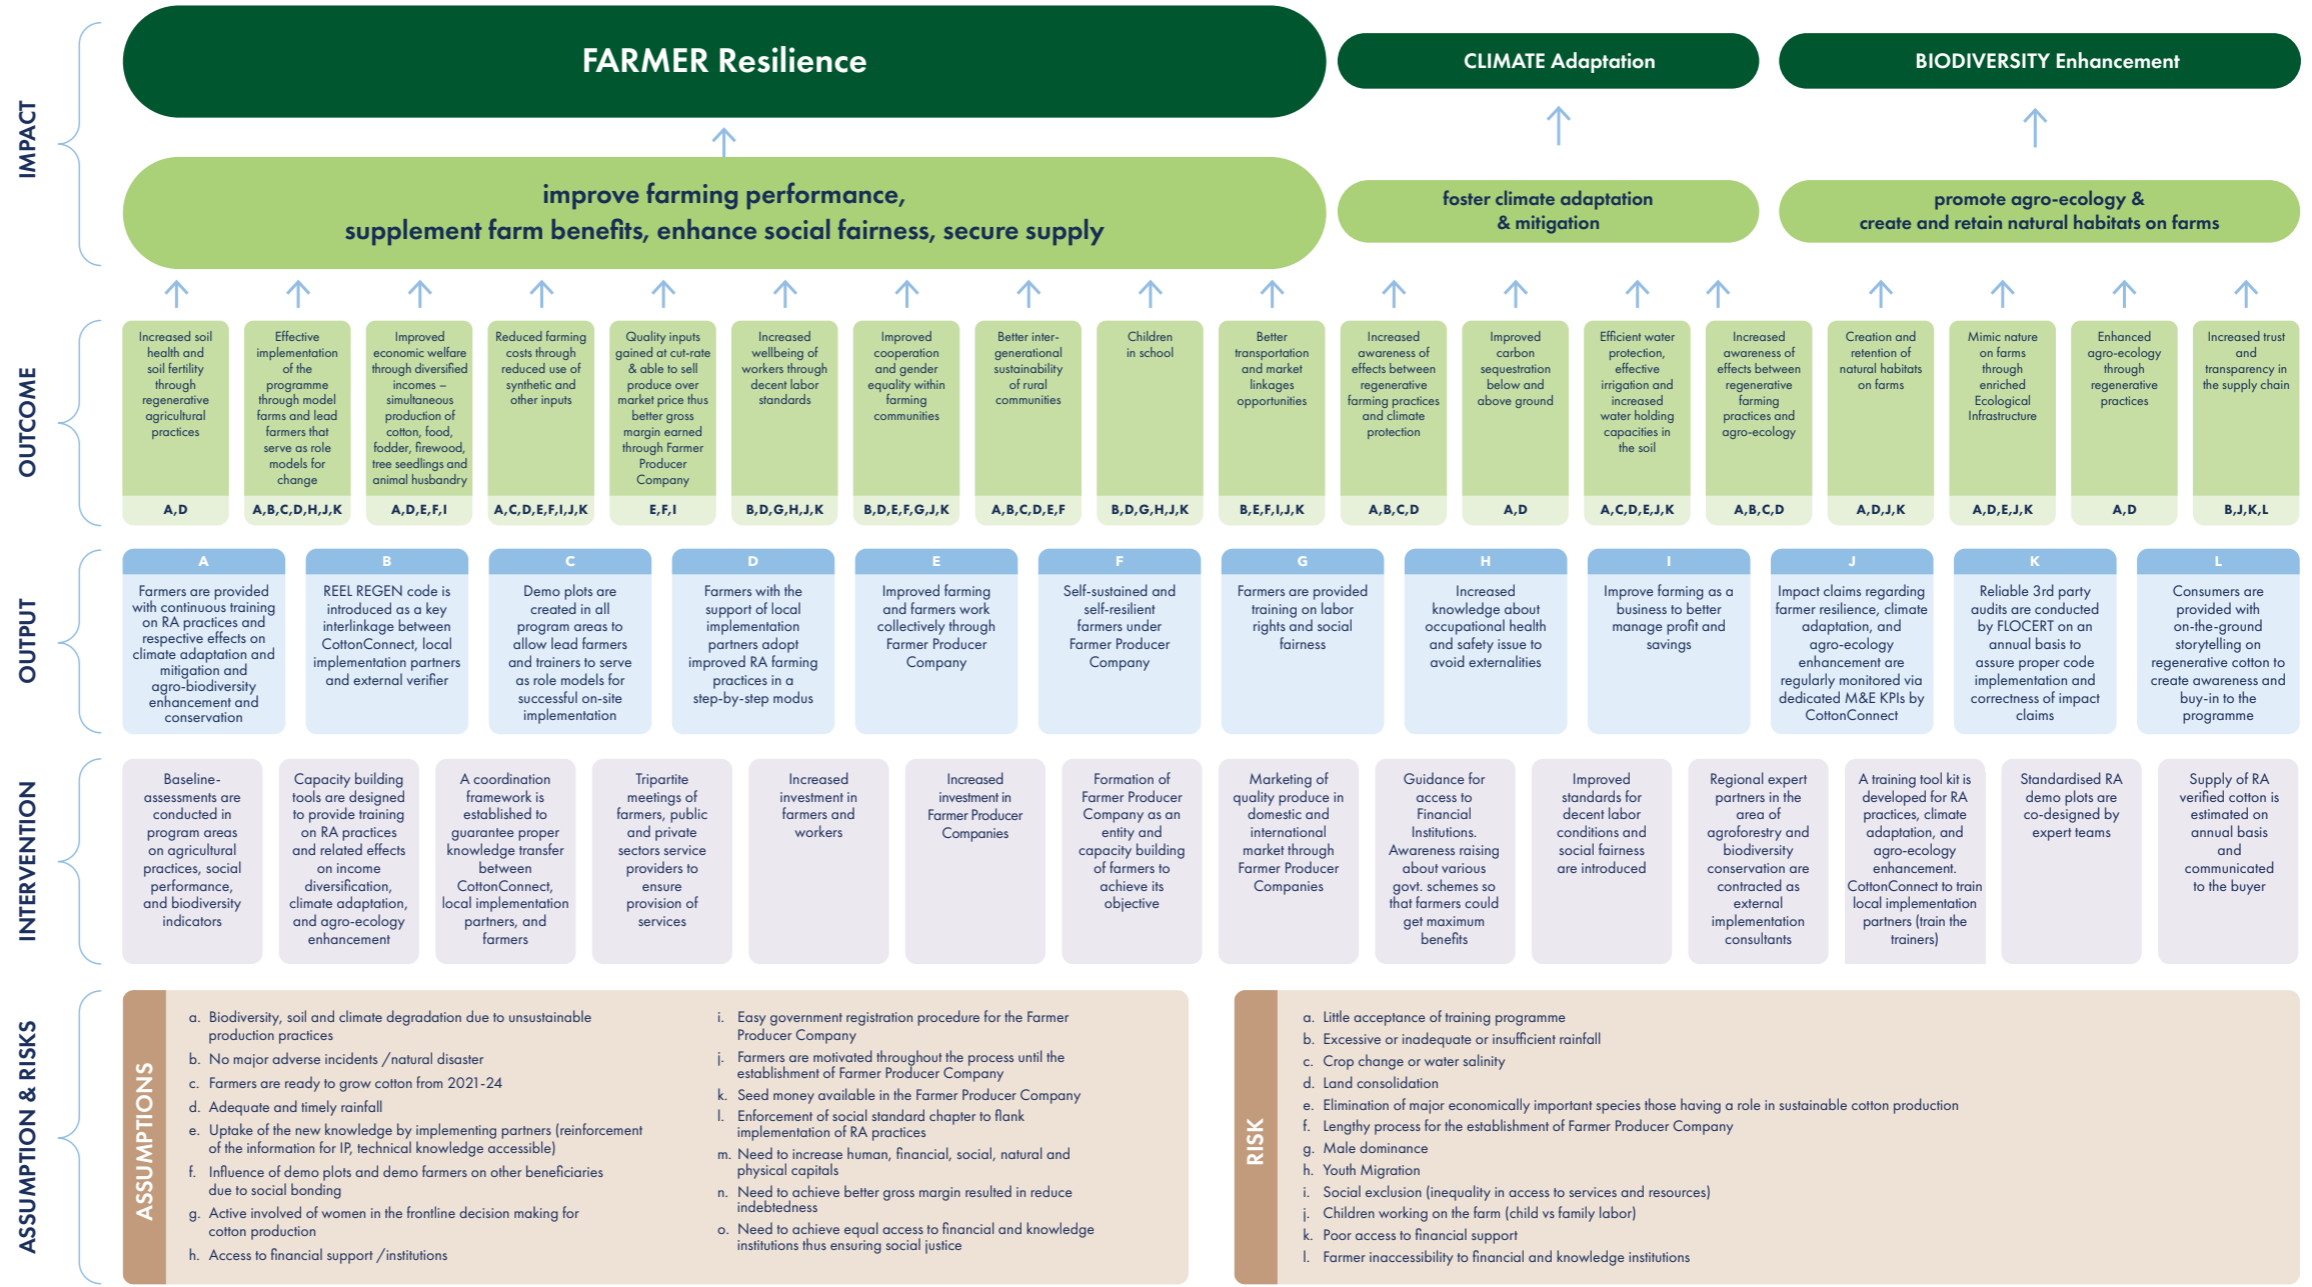 IMPACT
FARMER Resilience
CLIMATE Adaptation
BIODIVERSITY Enhancement
improve farming performance,
supplement farm benefits, enhance social fairness, secure supply
foster climate adaptation
& mitigation
promote agro-ecology &
create and retain natural habitats on farms
OUTCOME
Increased soil
health and
soil fertility
through
regenerative
agricultural
practices
A,D
Effective
implementation
of the
programme
through model
farms and lead
farmers that
serve as role
models for
change
A,B,C,D,H,J,K
Improved
economic welfare
through diversified
incomes –
simultaneous
production of
cotton, food,
fodder, firewood,
tree seedlings and
animal husbandry
A,D,E,F,I
Reduced farming
costs through
reduced use of
synthetic and
other inputs
A,C,D,E,F,I,J,K
Quality inputs
gained at cut-rate
& able to sell
produce over
market price thus
better gross
margin earned
through Farmer
Producer
Company
E,F,I
Increased
wellbeing of
workers through
decent labor
standards
B,D,G,H,J,K
Improved
cooperation
and gender
equality within
farming
communities
B,D,E,F,G,J,K
Better inter-
generational
sustainability
of rural
communities
A,B,C,D,E,F
Children
in school
B,D,G,H,J,K
Better
transportation
and market
linkages
opportunities
B,E,F,I,J,K
Increased
awareness of
effects between
regenerative
farming practices
and climate
protection
A,B,C,D
Improved
carbon
sequestration
below and
above ground
A,D
Efficient water
protection,
effective
irrigation and
increased
water holding
capacities in
the soil
A,C,D,E,J,K
Increased
awareness of
effects between
regenerative
farming
practices and
agro-ecology
A,B,C,D
Creation and
retention of
natural habitats
on farms
A,D,J,K
Mimic nature
on farms
through
enriched
Ecological
Infrastructure
A,D,E,J,K
Enhanced
agro-ecology
through
regenerative
practices
A,D
Increased trust
and
transparency in
the supply chain
B,J,K,L
OUTPUT
A
Farmers are provided
with continuous training
on RA practices and
respective effects on
climate adaptation and
mitigation and
agro-biodiversity
enhancement and
conservation
B
REEL REGEN code is
introduced as a key
interlinkage between
CottonConnect, local
implementation partners
and external verifier
C
Demo plots are
created in all
program areas to
allow lead farmers
and trainers to serve
as role models for
successful on-site
implementation
D
Farmers with the
support of local
implementation
partners adopt
improved RA farming
practices in a
step-by-step modus
E
Improved farming
and farmers work
collectively through
Farmer Producer
Company
F
Self-sustained and
self-resilient
farmers under
Farmer Producer
Company
G
Farmers are provided
training on labor
rights and social
fairness
H
Increased
knowledge about
occupational health
and safety issue to
avoid externalities
I
Improve farming as a
business to better
manage profit and
savings
J
Impact claims regarding
farmer resilience, climate
adaptation, and
agro-ecology
enhancement are
regularly monitored via
dedicated M&E KPIs by
CottonConnect
K
Reliable 3rd party
audits are conducted
by FLOCERT on an
annual basis to
assure proper code
implementation and
correctness of impact
claims
L
Consumers are
provided with
on-the-ground
storytelling on
regenerative cotton to
create awareness and
buy-in to the
programme
INTERVENTION
Baseline-
assessments are
conducted in
program areas
on agricultural
practices, social
performance,
and biodiversity
indicators
Capacity building
tools are designed
to provide training
on RA practices
and related effects
on income
diversification,
climate adaptation,
and agro-ecology
enhancement
A coordination
framework is
established to
guarantee proper
knowledge transfer
between
CottonConnect,
local implementation
partners, and
farmers
Tripartite
meetings of
farmers, public
and private
sectors service
providers to
ensure
provision of
services
Increased
investment in
farmers and
workers
Increased
investment in
Farmer Producer
Companies
Formation of
Farmer Producer
Company as an
entity and
capacity building
of farmers to
achieve its
objective
Marketing of
quality produce in
domestic and
international
market through
Farmer Producer
Companies
Guidance for
access to
Financial
Institutions.
Awareness raising
about various
govt. schemes so
that farmers could
get maximum
benefits
Improved
standards for
decent labor
conditions and
social fairness
are introduced
Regional expert
partners in the
area of
agroforestry and
biodiversity
conservation are
contracted as
external
implementation
consultants
A training tool kit is
developed for RA
practices, climate
adaptation, and
agro-ecology
enhancement.
CottonConnect to train
local implementation
partners (train the
trainers)
Standardised RA
demo plots are
co-designed by
expert teams
Supply of RA
verified cotton is
estimated on
annual basis
and
communicated
to the buyer
ASSUMPTION & RISKS
ASSUMPTIONS
a. Biodiversity, soil and climate degradation due to unsustainable
production practices
b. No major adverse incidents /natural disaster
c. Farmers are ready to grow cotton from 2021-24
d. Adequate and timely rainfall
e. Uptake of the new knowledge by implementing partners (reinforcement
of the information for IP, technical knowledge accessible)
f. Influence of demo plots and demo farmers on other beneficiaries
due to social bonding
g. Active involved of women in the frontline decision making for
cotton production
h. Access to financial support /institutions
i. Easy government registration procedure for the Farmer
Producer Company
j. Farmers are motivated throughout the process until the
establishment of Farmer Producer Company
k. Seed money available in the Farmer Producer Company
l. Enforcement of social standard chapter to flank
implementation of RA practices
m. Need to increase human, financial, social, natural and
physical capitals
n. Need to achieve better gross margin resulted in reduce
indebtedness
o. Need to achieve equal access to financial and knowledge
institutions thus ensuring social justice
RISK
a. Little acceptance of training programme
b. Excessive or inadequate or insufficient rainfall
c. Crop change or water salinity
d. Land consolidation
e. Elimination of major economically important species those having a role in sustainable cotton production
f. Lengthy process for the establishment of Farmer Producer Company
g. Male dominance
h. Youth Migration
i. Social exclusion (inequality in access to services and resources)
j. Children working on the farm (child vs family labor)
k. Poor access to financial support
l. Farmer inaccessibility to financial and knowledge institutions